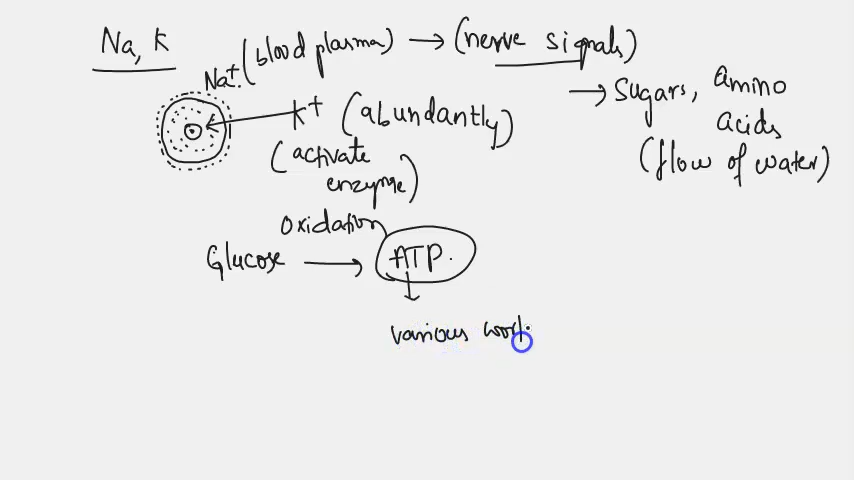 Na, K
Na+. (blood plasma) → (nerve signals)
→ Sugars, amino
acids
(flow of water)
K+ (abundantly)
(activate
enzyme)
Oxidation
Glucose → ATP.
various work.